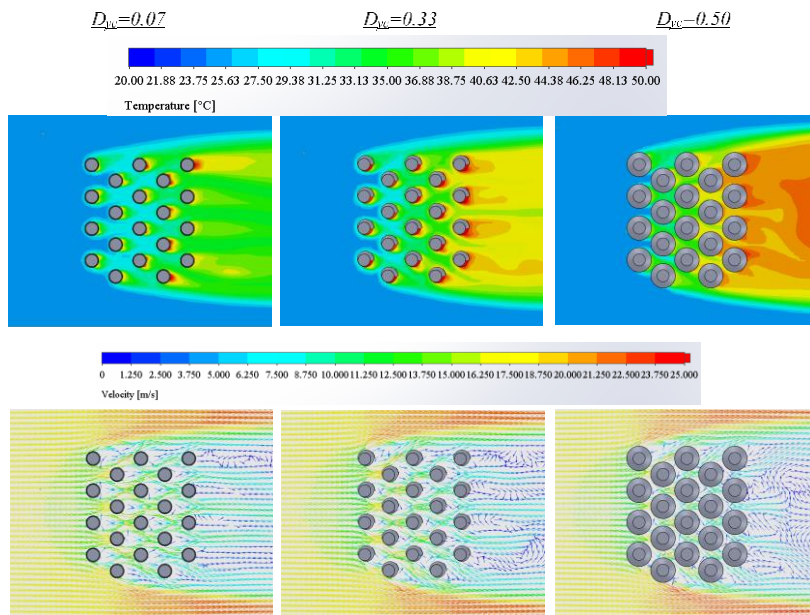 D_yc=0.07 D_yc=0.33 D_yc=0.50
20.00 21.88 23.75 25.63 27.50 29.38 31.25 33.13 35.00 36.88 38.75 40.63 42.50 44.38 46.25 48.13 50.00
Temperature [°C]
0 1.250 2.500 3.750 5.000 6.250 7.500 8.750 10.000 11.250 12.500 13.750 15.000 16.250 17.500 18.750 20.000 21.250 22.500 23.750 25.000
Velocity [m/s]